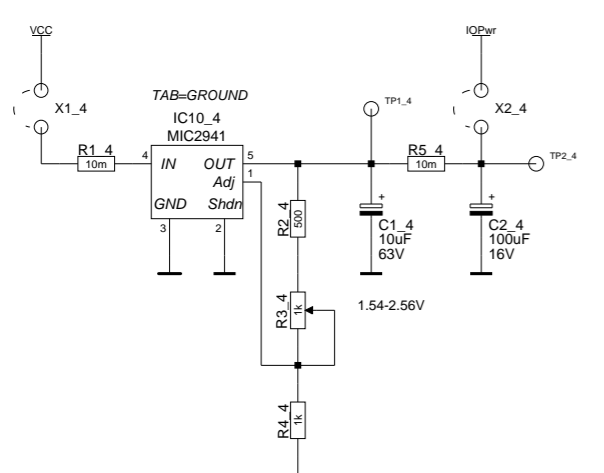 VCC
IOPwr
X1_4
TAB=GROUND
IC10_4
MIC2941
TP1_4
X2_4
R1_4
10m
4
IN
OUT
5
Adj
1
GND
Shdn
3
2
R5_4
10m
TP2_4
R2_4
500
+
C1_4
10uF
63V
+
C2_4
100uF
16V
R3_4
1k
1.54-2.56V
R4_4
1k